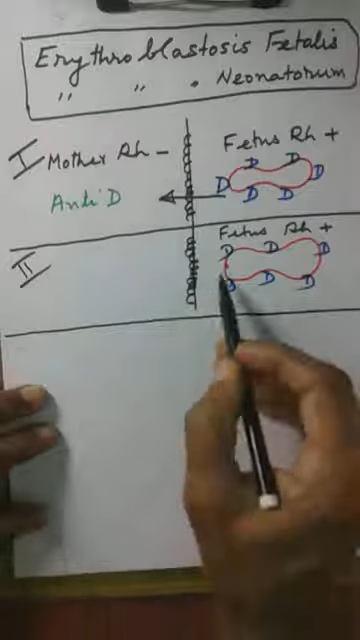 Erythroblastosis Fetalis
" " . Neonatorum
I Mother Rh -
Fetus Rh +
D D D D D D
Anti D
II
Fetus Rh +
D D D D D D